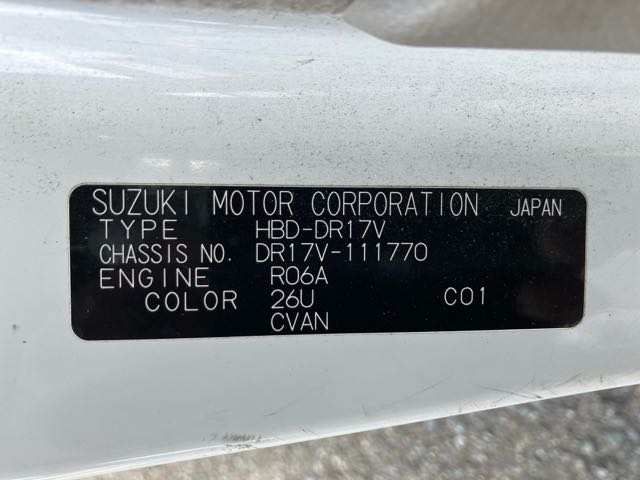 SUZUKI MOTOR CORPORATION JAPAN
TYPE HBD-DR17V
CHASSIS NO. DR17V-111770
ENGINE R06A
COLOR 26U C01
CVAN